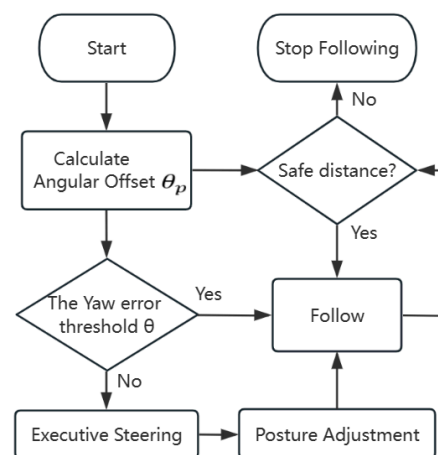 Start
Stop Following
No
Calculate
Angular Offset θp
Safe distance?
Yes
The Yaw error
threshold θ
Yes
Follow
No
Executive Steering
Posture Adjustment